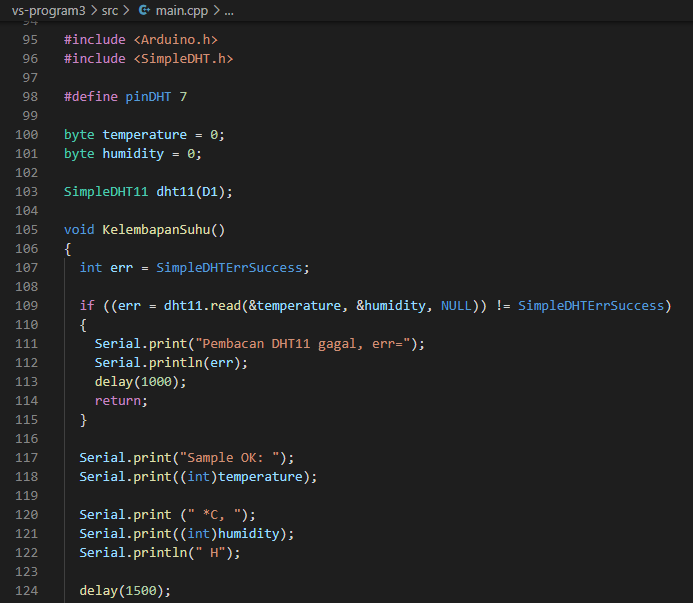 vs-program3 > src > main.cpp > ...
94
95 #include <Arduino.h>
96 #include <SimpleDHT.h>
97
98 #define pinDHT 7
99
100 byte temperature = 0;
101 byte humidity = 0;
102
103 SimpleDHT11 dht11(D1);
104
105 void KelembapanSuhu()
106 {
107   int err = SimpleDHTErrSuccess;
108
109   if ((err = dht11.read(&temperature, &humidity, NULL)) != SimpleDHTErrSuccess)
110   {
111     Serial.print("Pembacan DHT11 gagal, err=");
112     Serial.println(err);
113     delay(1000);
114     return;
115   }
116
117   Serial.print("Sample OK: ");
118   Serial.print((int)temperature);
119
120   Serial.print (" *C, ");
121   Serial.print((int)humidity);
122   Serial.println(" H");
123
124   delay(1500);